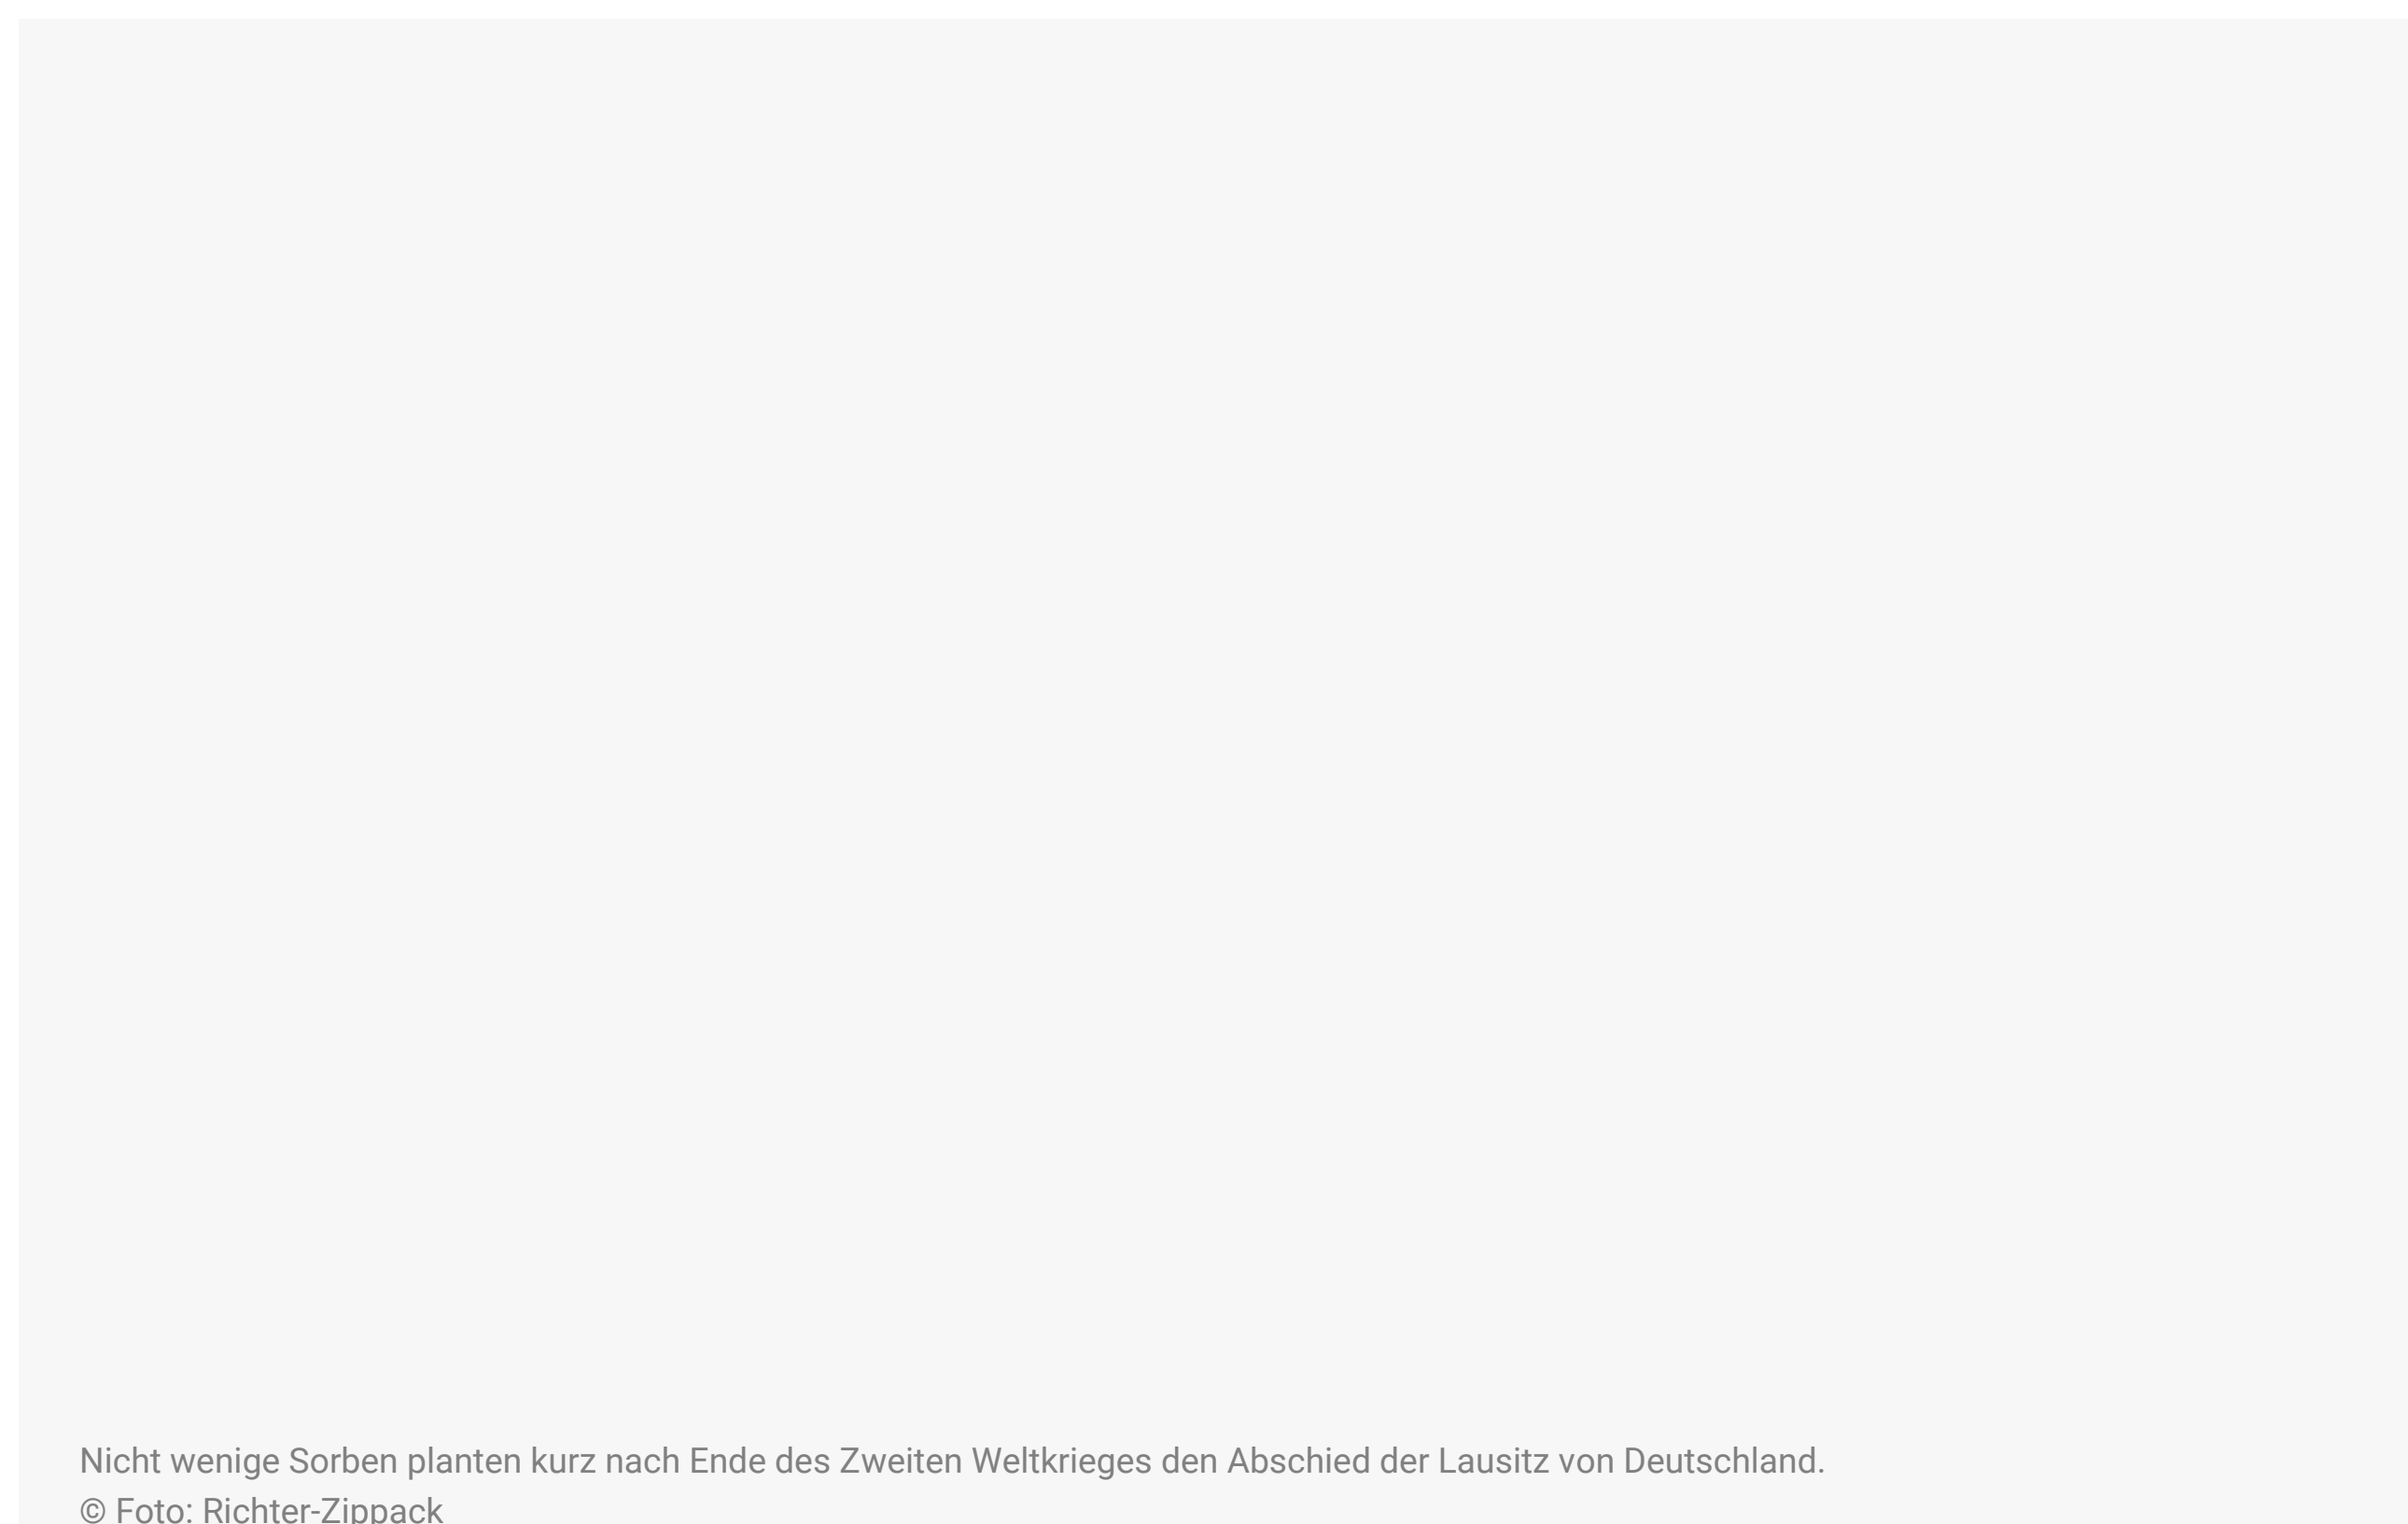 Nicht wenige Sorben planten kurz nach Ende des Zweiten Weltkrieges den Abschied der Lausitz von Deutschland.
© Foto: Richter-Zippack